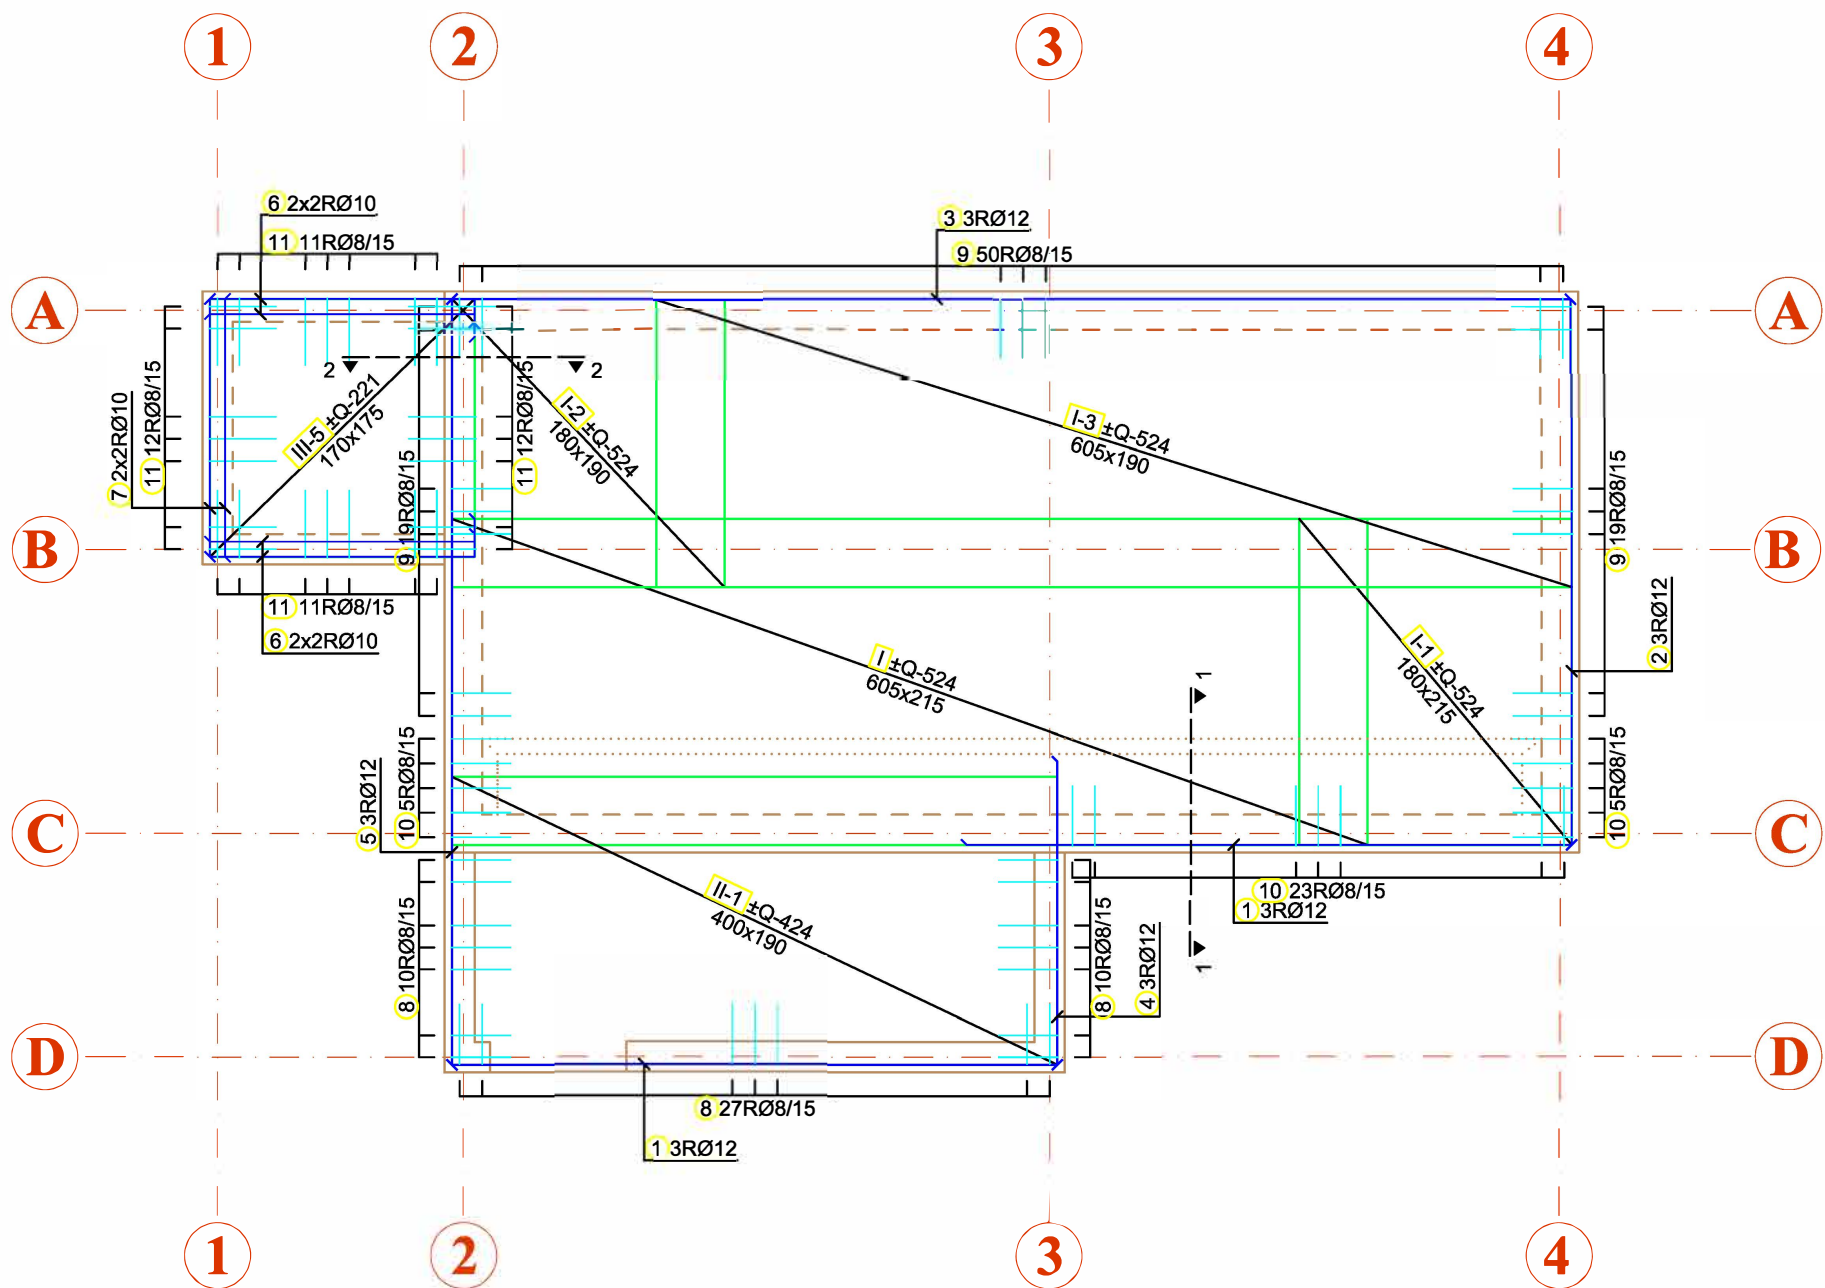 1 2 3 4
6 2x2RØ10
11 11RØ8/15
3 3RØ12
9 50RØ8/15
A A
7 2x2RØ10
11 12RØ8/15
III-5 ±Q-221
170x175
2 2
9 19RØ8/15
11 12RØ8/15
I-2 ±Q-524
180x190
I-3 ±Q-524
605x190
9 19RØ8/15
B B
11 11RØ8/15
6 2x2RØ10
2 3RØ12
I ±Q-524
605x215
I-1 ±Q-524
180x215
1
5 3RØ12
10 5RØ8/15
10 5RØ8/15
C C
10 23RØ8/15
1 3RØ12
II-1 ±Q-424
400x190
8 10RØ8/15
8 10RØ8/15
4 3RØ12
1
D D
8 27RØ8/15
1 3RØ12
1 2 3 4